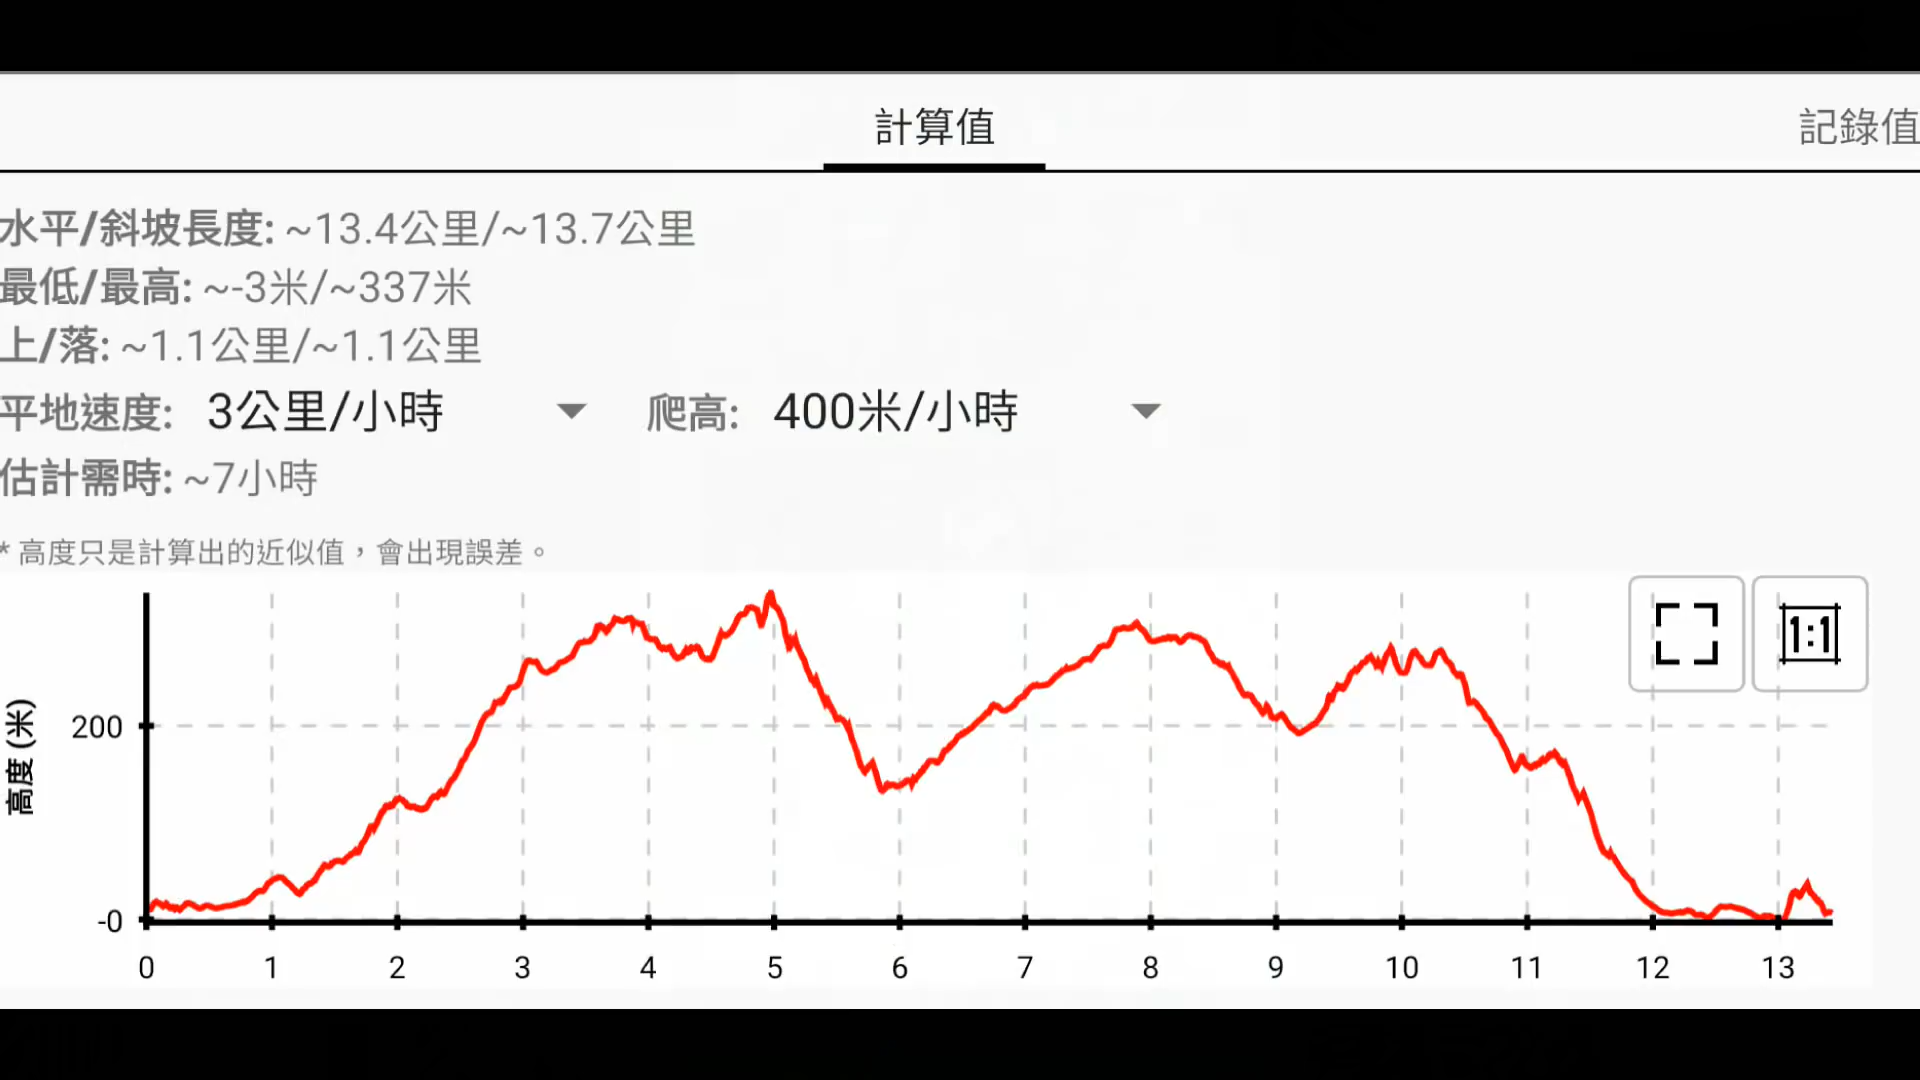 計算值
記錄值
水平/斜坡長度: ~13.4公里/~13.7公里
最低/最高: ~-3米/~337米
上/落: ~1.1公里/~1.1公里
平地速度: 3公里/小時 爬高: 400米/小時
估計需時: ~7小時
* 高度只是計算出的近似值，會出現誤差。
1:1
高度 (米)
200
-0
0 1 2 3 4 5 6 7 8 9 10 11 12 13